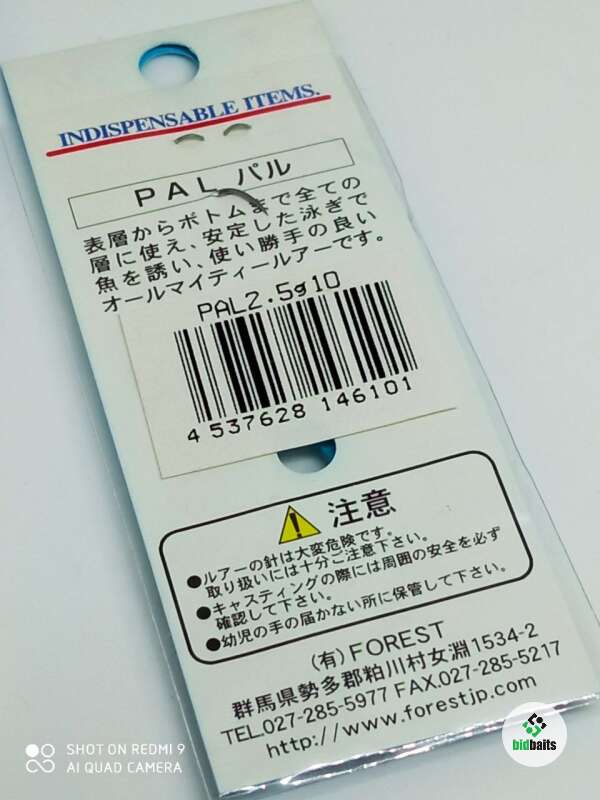 INDISPENSABLE ITEMS.
PAL パル
表層からボトムまで全ての
層に使え、安定した泳ぎで
魚を誘い、使い勝手の良い
オールマイティールアーです。
PAL2.5g10
4 537628 146101
注意
●ルアーの針は大変危険です。
取り扱いには十分ご注意下さい。
●キャスティングの際には周囲の安全を必ず
確認して下さい。
●幼児の手の届かない所に保管して下さい。
(有)FOREST
群馬県勢多郡粕川村女淵1534-2
TEL.027-285-5977 FAX.027-285-5217
http://www.forestjp.com
bidbaits
SHOT ON REDMI 9
AI QUAD CAMERA